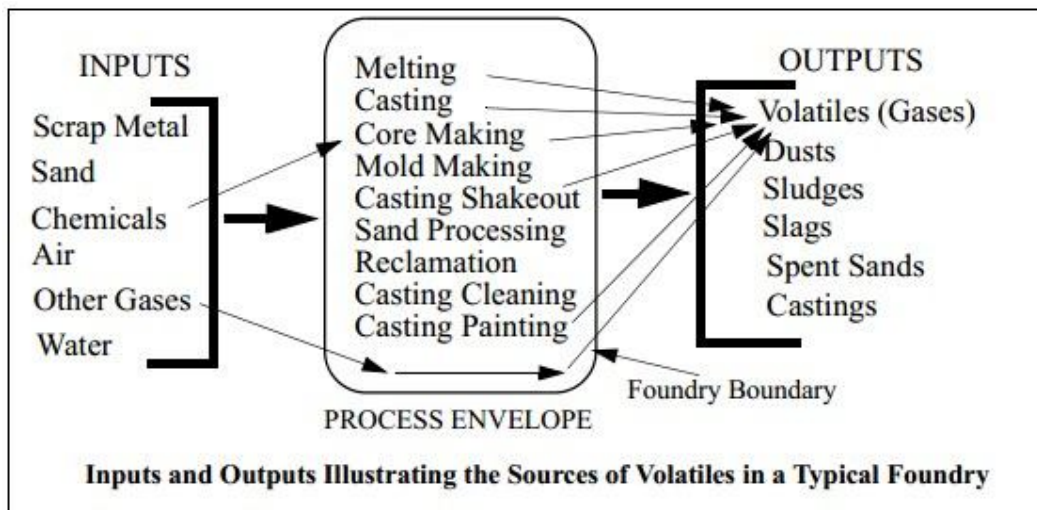 INPUTS
Scrap Metal
Sand
Chemicals
Air
Other Gases
Water
Melting
Casting
Core Making
Mold Making
Casting Shakeout
Sand Processing
Reclamation
Casting Cleaning
Casting Painting
PROCESS ENVELOPE
OUTPUTS
Volatiles (Gases)
Dusts
Sludges
Slags
Spent Sands
Castings
Foundry Boundary
Inputs and Outputs Illustrating the Sources of Volatiles in a Typical Foundry